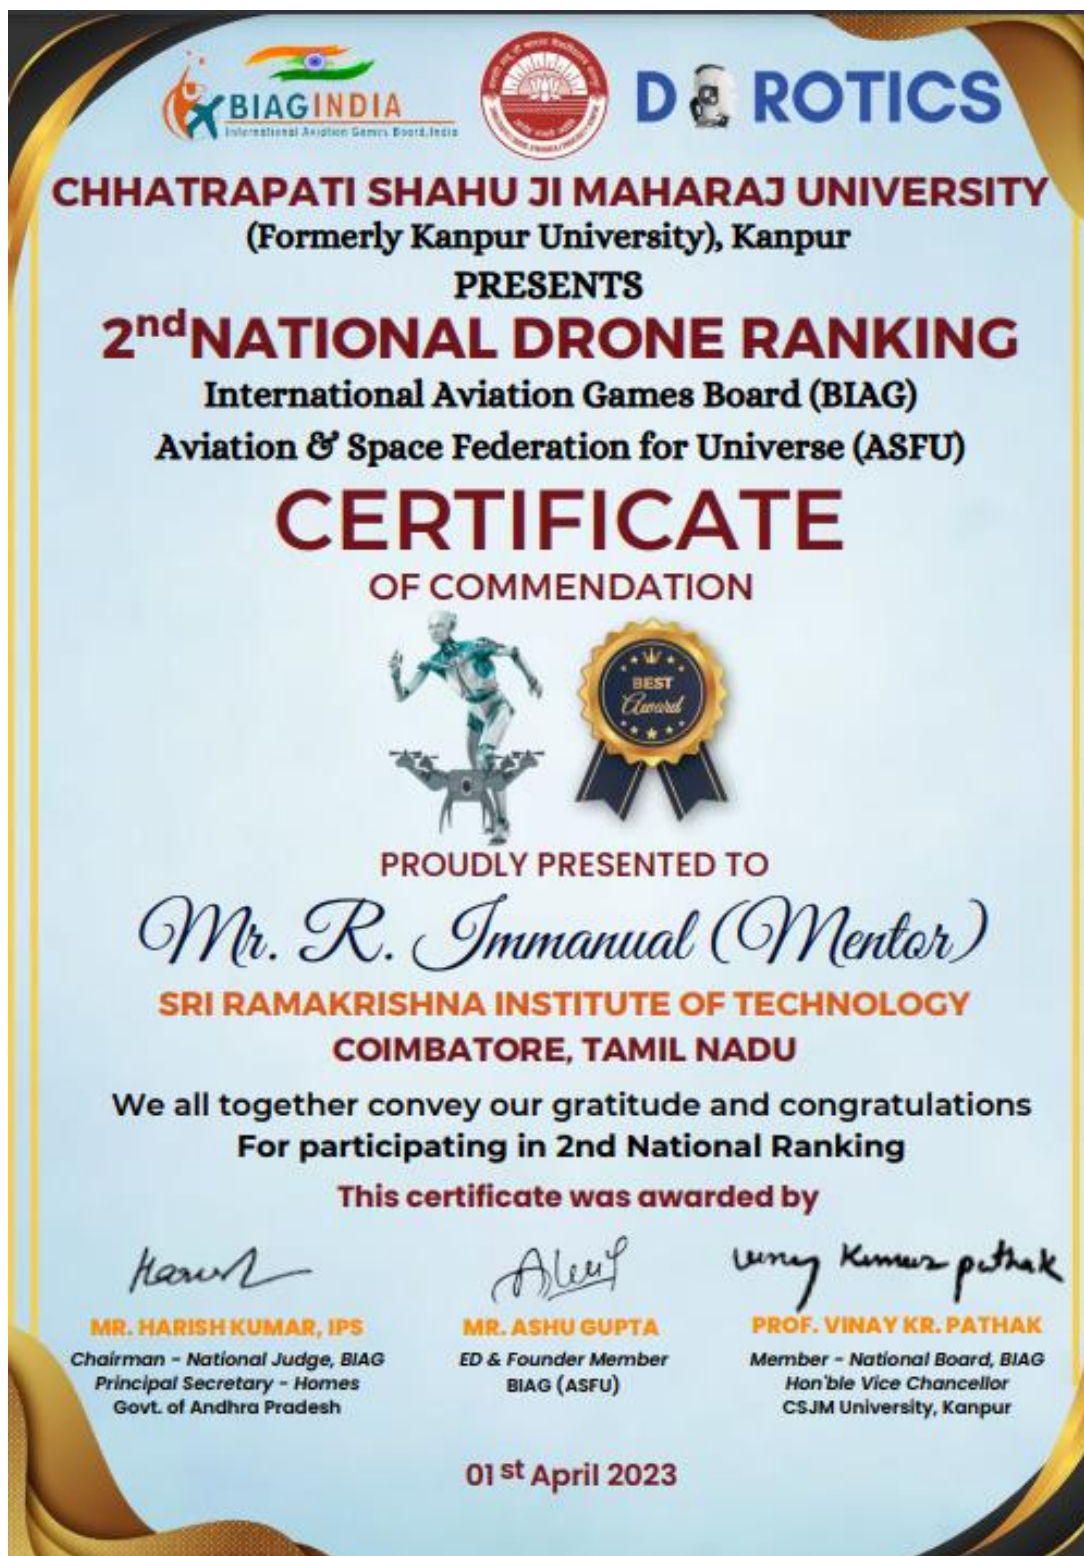 BIAGINDIA
International Aviation Games Board, India
D ROTICS
CHHATRAPATI SHAHU JI MAHARAJ UNIVERSITY
(Formerly Kanpur University), Kanpur
PRESENTS
2nd NATIONAL DRONE RANKING
International Aviation Games Board (BIAG)
Aviation & Space Federation for Universe (ASFU)
CERTIFICATE
OF COMMENDATION
BEST
Award
PROUDLY PRESENTED TO
Mr. R. Immanual (Mentor)
SRI RAMAKRISHNA INSTITUTE OF TECHNOLOGY
COIMBATORE, TAMIL NADU
We all together convey our gratitude and congratulations
For participating in 2nd National Ranking
This certificate was awarded by
Kumar pathak
MR. HARISH KUMAR, IPS
Chairman - National Judge, BIAG
Principal Secretary - Homes
Govt. of Andhra Pradesh
MR. ASHU GUPTA
ED & Founder Member
BIAG (ASFU)
PROF. VINAY KR. PATHAK
Member - National Board, BIAG
Hon'ble Vice Chancellor
CSJM University, Kanpur
01 st April 2023